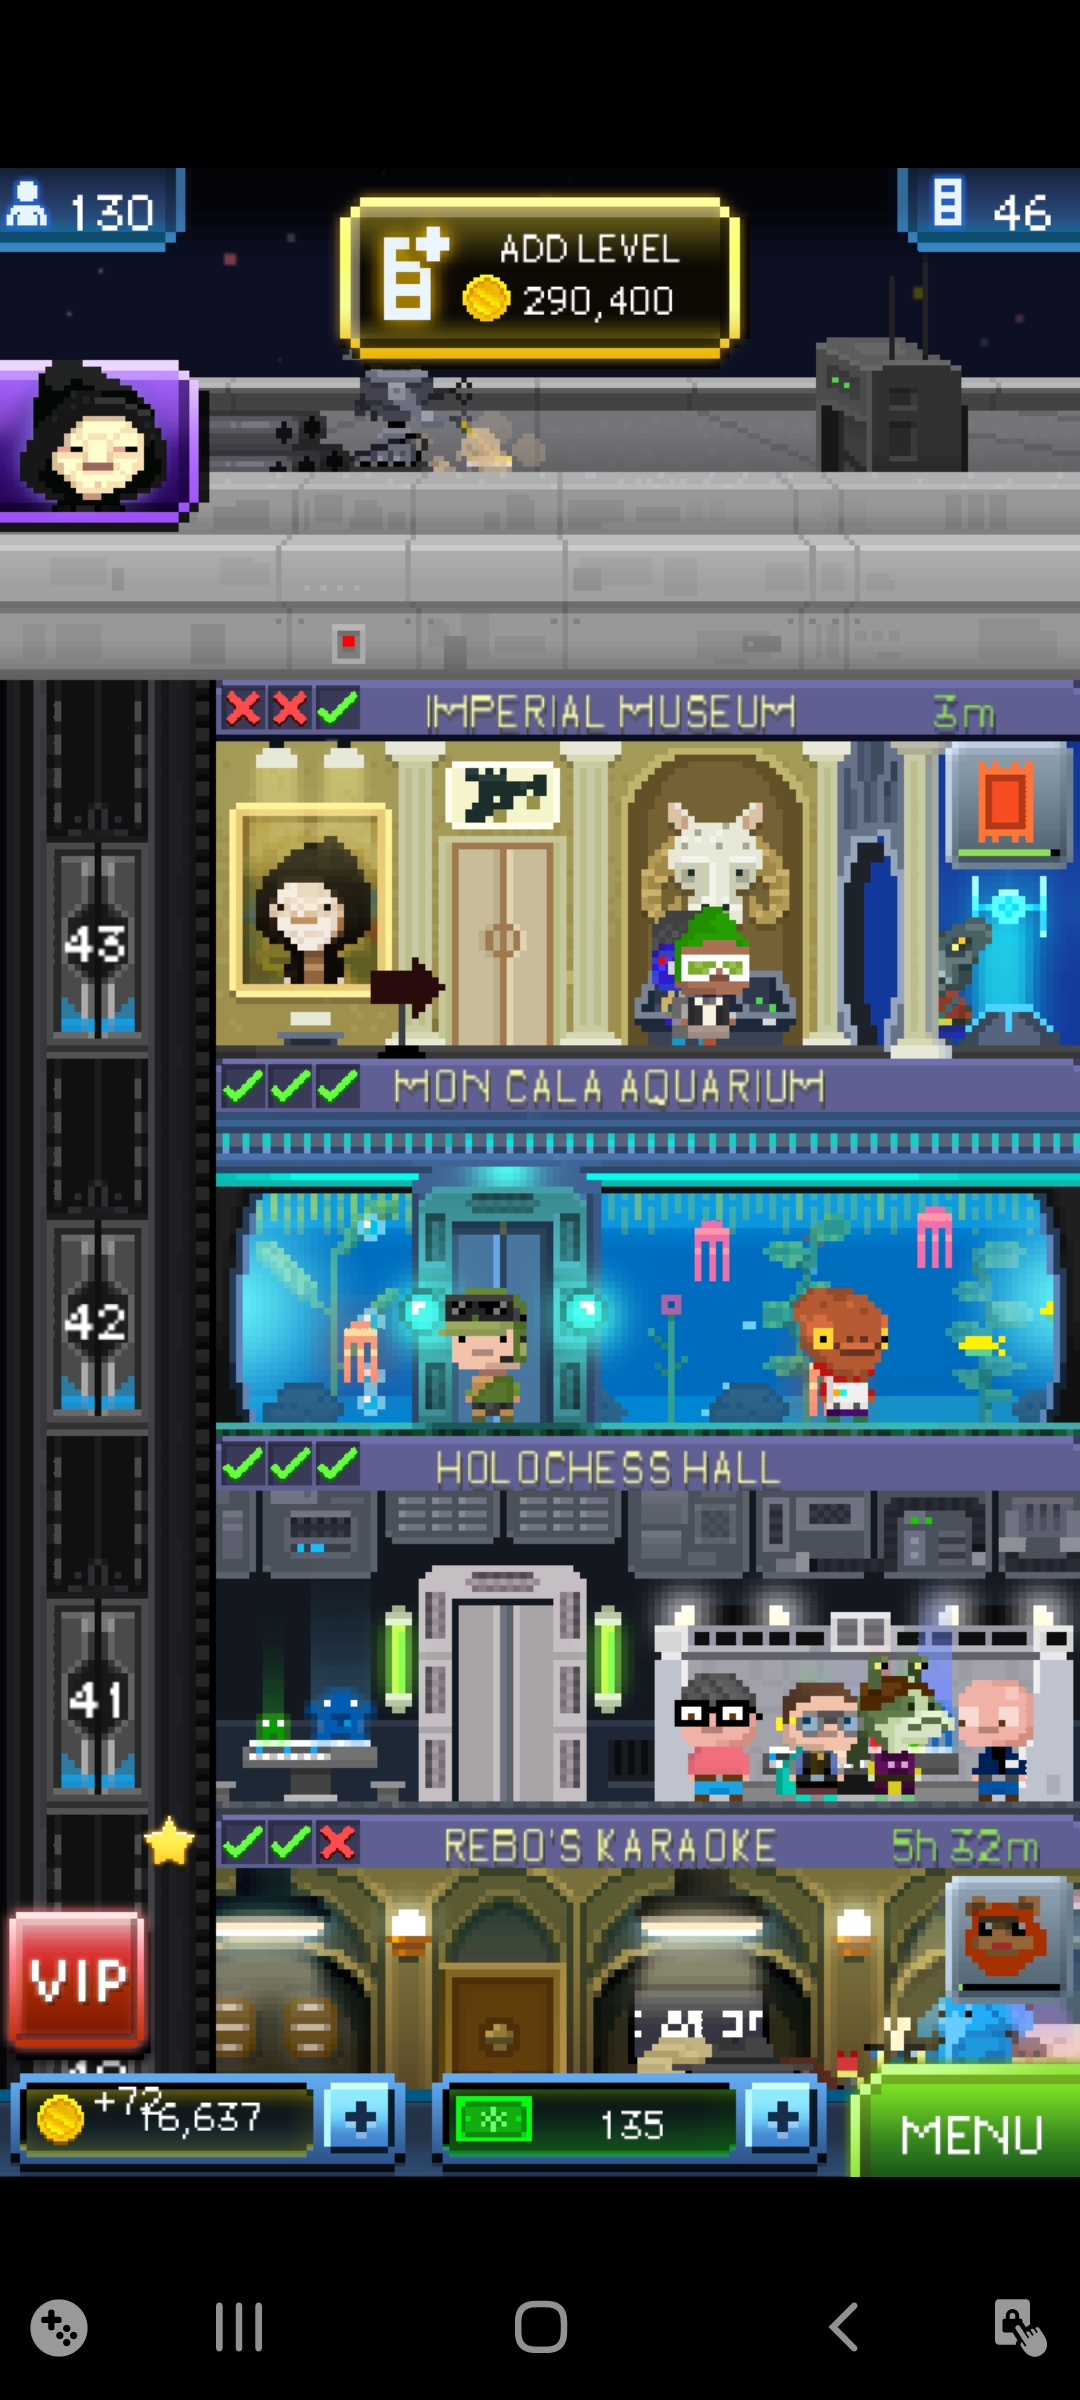 130
ADD LEVEL
290,400
46
IMPERIAL MUSEUM 3m
43
MON CALA AQUARIUM
42
HOLOCHESS HALL
41
REBO'S KARAOKE 5h 32m
VIP
+72
16,637
135
MENU